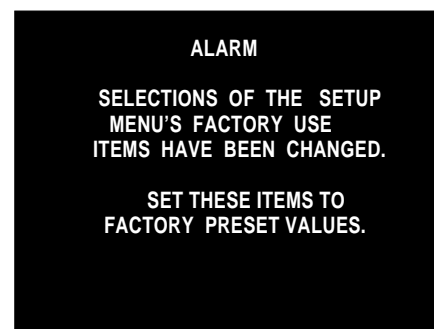 ALARM
SELECTIONS OF THE SETUP
MENU'S FACTORY USE
ITEMS HAVE BEEN CHANGED.
SET THESE ITEMS TO
FACTORY PRESET VALUES.